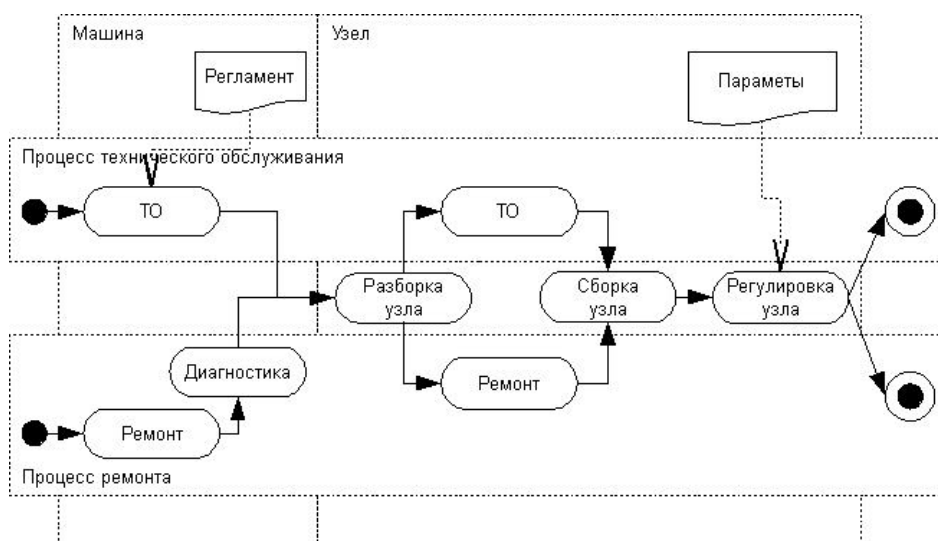 Машина
Узел
Регламент
Параметы
Процесс технического обслуживания
ТО
ТО
Разборка
узла
Сборка
узла
Регулировка
узла
Диагностика
Ремонт
Ремонт
Процесс ремонта